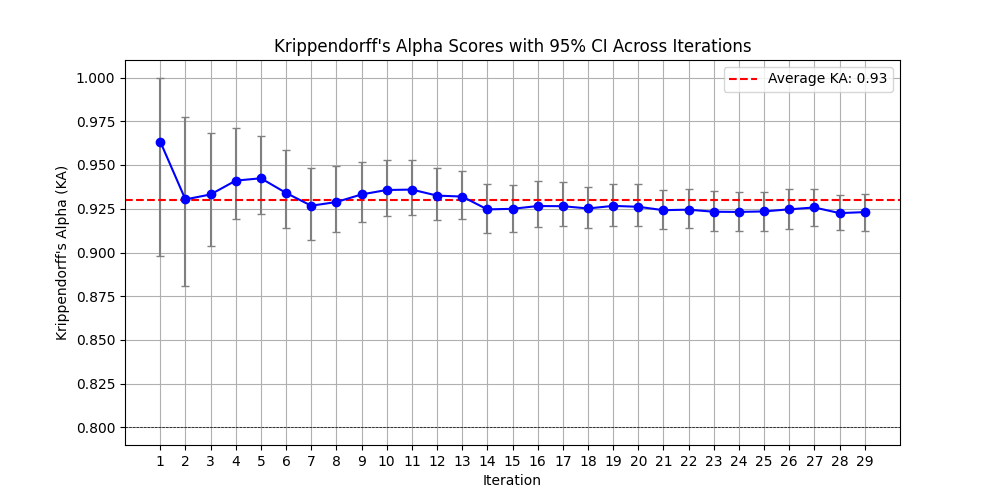 Krippendorff's Alpha Scores with 95% CI Across Iterations
Average KA: 0.93
Krippendorff's Alpha (KA)
1.000
0.975
0.950
0.925
0.900
0.875
0.850
0.825
0.800
1 2 3 4 5 6 7 8 9 10 11 12 13 14 15 16 17 18 19 20 21 22 23 24 25 26 27 28 29
Iteration